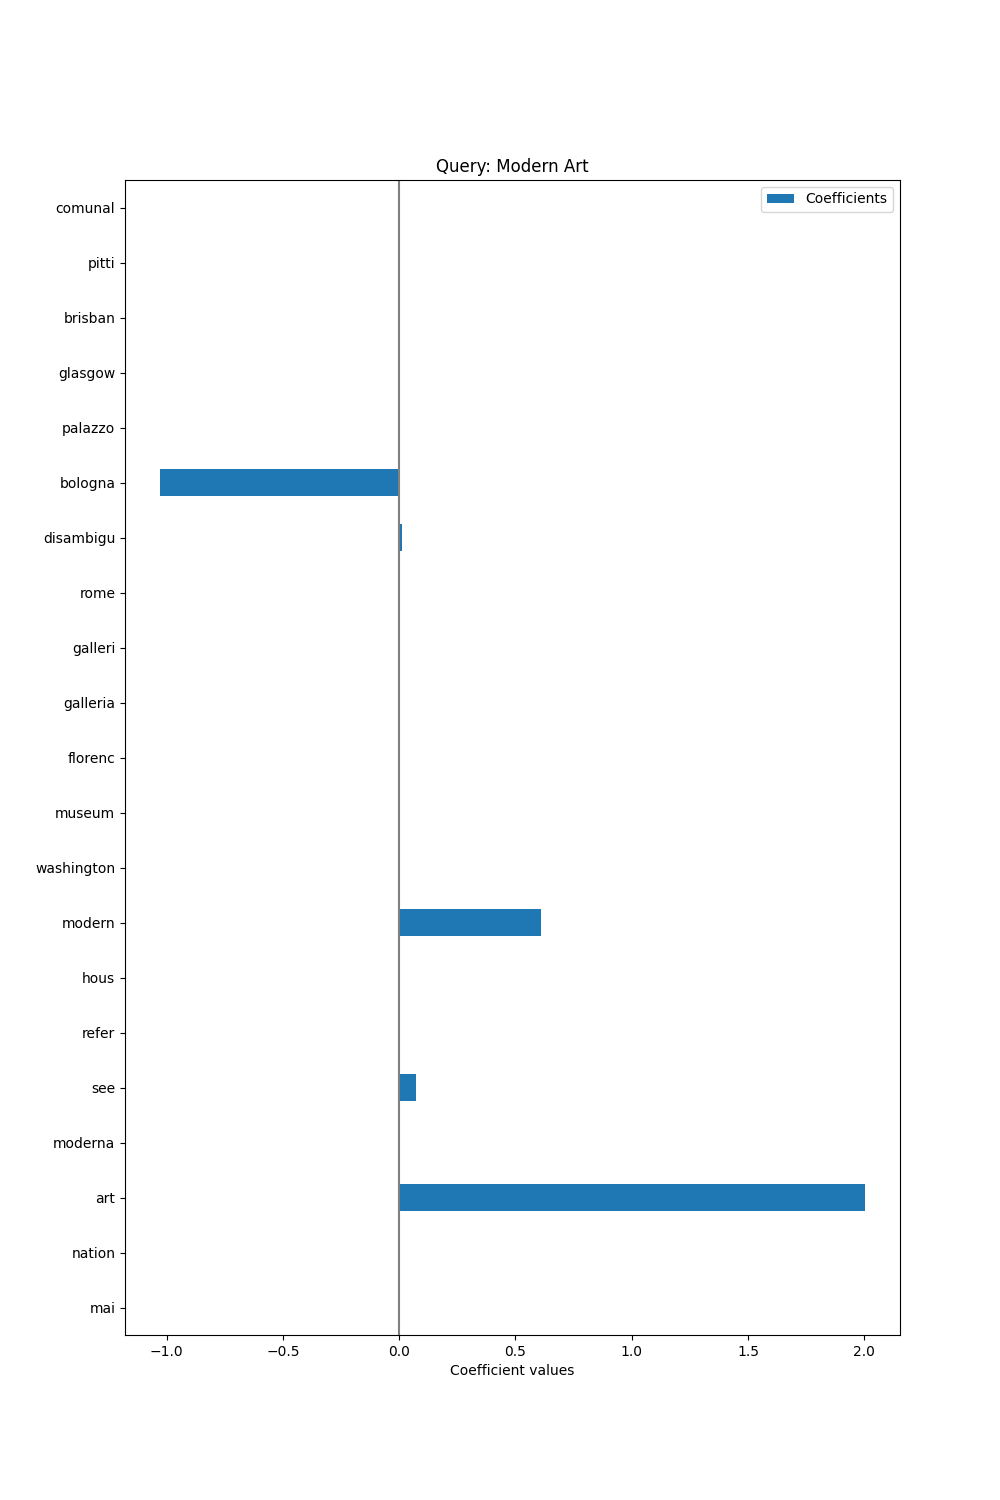 Query: Modern Art
Coefficients
comunal
pitti
brisban
glasgow
palazzo
bologna
disambigu
rome
galleri
galleria
florenc
museum
washington
modern
hous
refer
see
moderna
art
nation
mai
−1.0 −0.5 0.0 0.5 1.0 1.5 2.0
Coefficient values